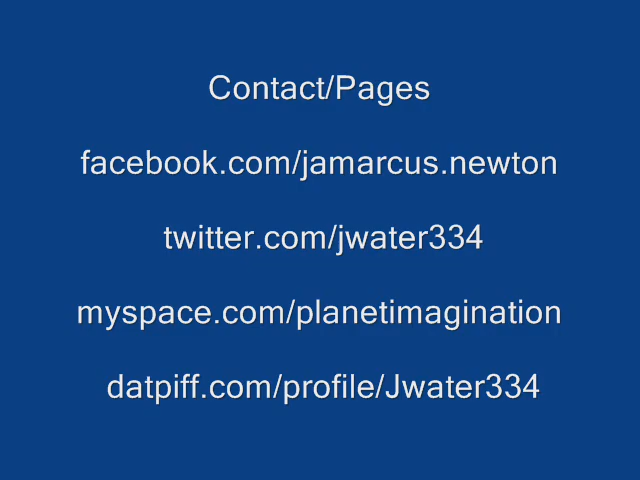 Contact/Pages
facebook.com/jamarcus.newton
twitter.com/jwater334
myspace.com/planetimagination
datpiff.com/profile/Jwater334